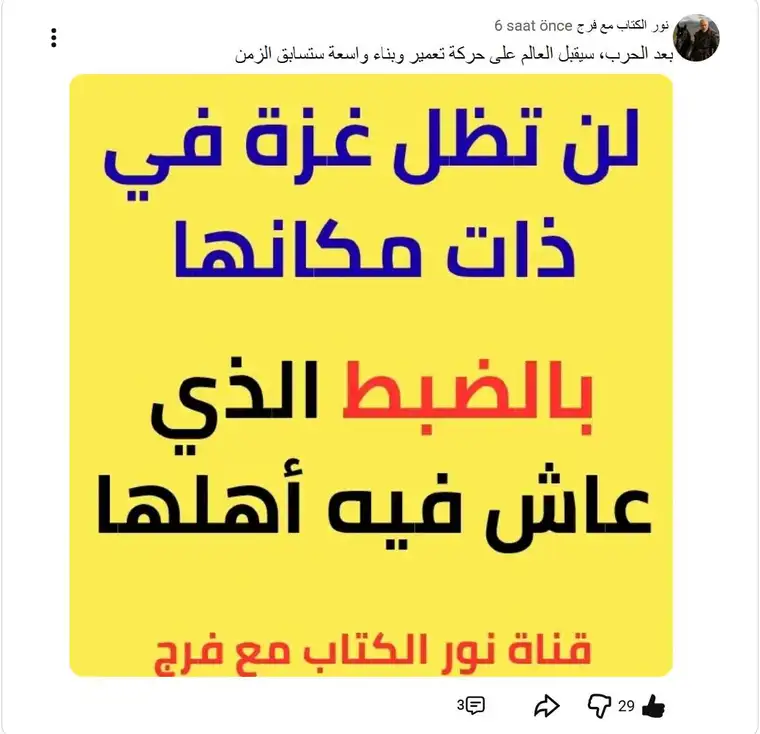 نور الكتاب مع فرج 6 saat önce
بعد الحرب، سيقبل العالم على حركة تعمير وبناء واسعة ستسابق الزمن
لن تظل غزة في
ذات مكانها
بالضبط الذي
عاش فيه أهلها
قناة نور الكتاب مع فرج
29
3